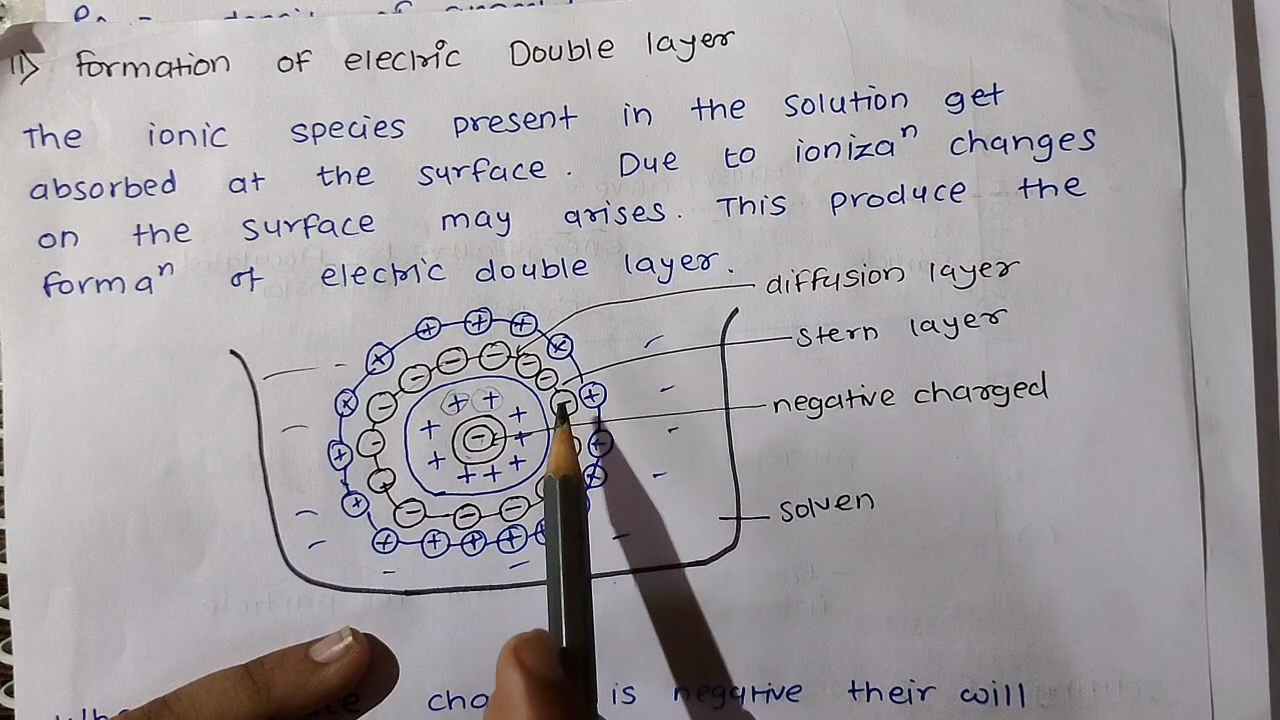 11) formation of electric Double layer
The ionic species present in the solution get
absorbed at the surface. Due to ionizaⁿ changes
on the surface may arises. This produce the
formaⁿ of electric double layer.
diffusion layer
stern layer
negative charged
solven
is negative their will